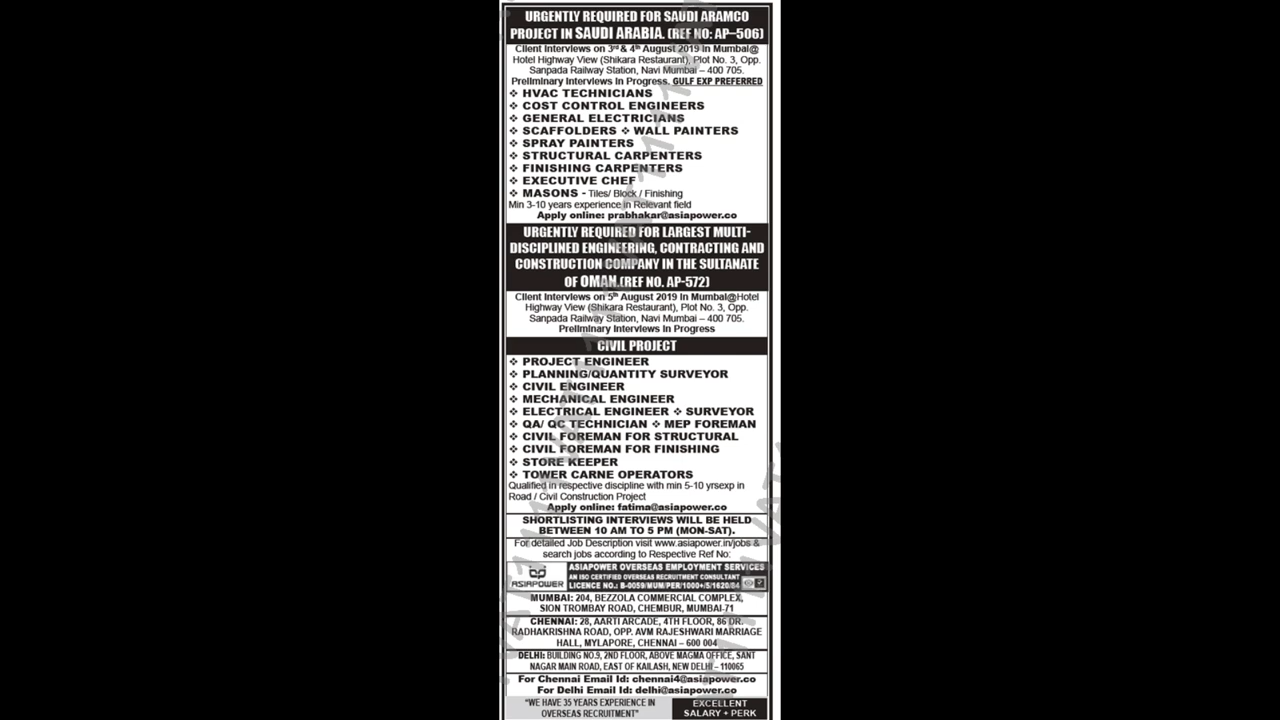 URGENTLY REQUIRED FOR SAUDI ARAMCO
PROJECT IN SAUDI ARABIA. (REF NO: AP–506)
Client Interviews on 3rd & 4th August 2019 in Mumbai@
Hotel Highway View (Shikara Restaurant), Plot No. 3, Opp.
Sanpada Railway Station, Navi Mumbai – 400 705.
Preliminary Interviews In Progress. GULF EXP PREFERRED
❖ HVAC TECHNICIANS
❖ COST CONTROL ENGINEERS
❖ GENERAL ELECTRICIANS
❖ SCAFFOLDERS ❖ WALL PAINTERS
❖ SPRAY PAINTERS
❖ STRUCTURAL CARPENTERS
❖ FINISHING CARPENTERS
❖ EXECUTIVE CHEF
❖ MASONS - Tiles/ Block / Finishing
Min 3-10 years experience in Relevant field
Apply online: prabhakar@asiapower.co
URGENTLY REQUIRED FOR LARGEST MULTI-
DISCIPLINED ENGINEERING, CONTRACTING AND
CONSTRUCTION COMPANY IN THE SULTANATE
OF OMAN.(REF NO. AP-572)
Client Interviews on 5th August 2019 In Mumbai@Hotel
Highway View (Shikara Restaurant), Plot No. 3, Opp.
Sanpada Railway Station, Navi Mumbai – 400 705.
Preliminary Interviews In Progress
CIVIL PROJECT
❖ PROJECT ENGINEER
❖ PLANNING/QUANTITY SURVEYOR
❖ CIVIL ENGINEER
❖ MECHANICAL ENGINEER
❖ ELECTRICAL ENGINEER ❖ SURVEYOR
❖ QA/ QC TECHNICIAN ❖ MEP FOREMAN
❖ CIVIL FOREMAN FOR STRUCTURAL
❖ CIVIL FOREMAN FOR FINISHING
❖ STORE KEEPER
❖ TOWER CARNE OPERATORS
Qualified in respective discipline with min 5-10 yrsexp in
Road / Civil Construction Project
Apply online: fatima@asiapower.co
SHORTLISTING INTERVIEWS WILL BE HELD
BETWEEN 10 AM TO 5 PM (MON-SAT).
For detailed Job Description visit www.asiapower.in/jobs &
search jobs according to Respective Ref No:
ASIAPOWER
ASIAPOWER OVERSEAS EMPLOYMENT SERVICES
AN ISO CERTIFIED OVERSEAS RECRUITMENT CONSULTANT
LICENCE NO.: B-0059/MUM/PER/1000+/5/1620/84
MUMBAI: 204, BEZZOLA COMMERCIAL COMPLEX,
SION TROMBAY ROAD, CHEMBUR, MUMBAI-71
CHENNAI: 28, AARTI ARCADE, 4TH FLOOR, 86 DR.
RADHAKRISHNA ROAD, OPP. AVM RAJESHWARI MARRIAGE
HALL, MYLAPORE, CHENNAI – 600 004
DELHI: BUILDING NO.9, 2ND FLOOR, ABOVE MAGMA OFFICE, SANT
NAGAR MAIN ROAD, EAST OF KAILASH, NEW DELHI – 110065
For Chennai Email Id: chennai4@asiapower.co
For Delhi Email Id: delhi@asiapower.co
"WE HAVE 35 YEARS EXPERIENCE IN
OVERSEAS RECRUITMENT"
EXCELLENT
SALARY + PERK